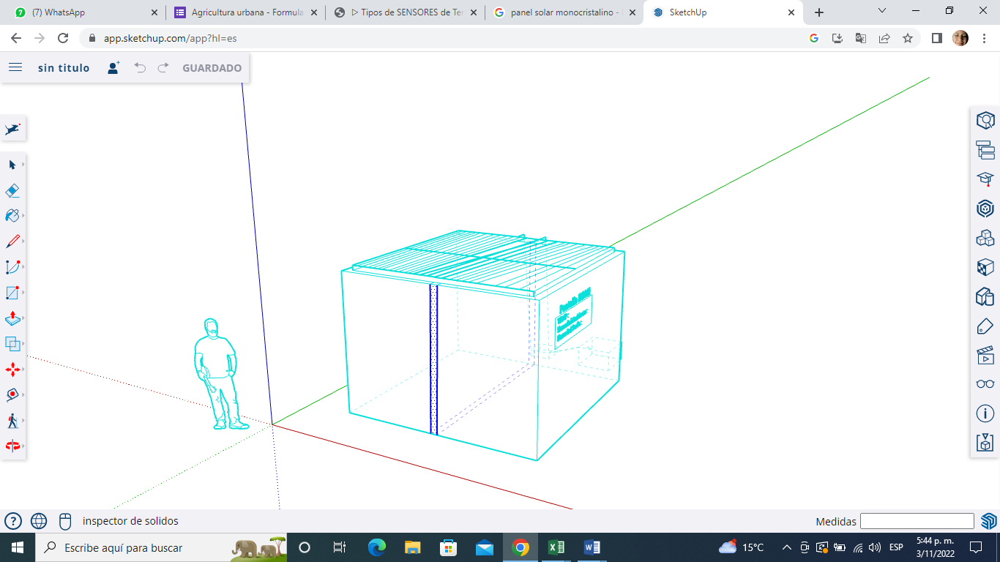 (7) WhatsApp
Agricultura urbana - Formula
▷ Tipos de SENSORES de Ter
panel solar monocristalino -
SketchUp
app.sketchup.com/app?hl=es
sin titulo
GUARDADO
inspector de solidos
Medidas
Escribe aquí para buscar
15°C
ESP
5:44 p. m.
3/11/2022